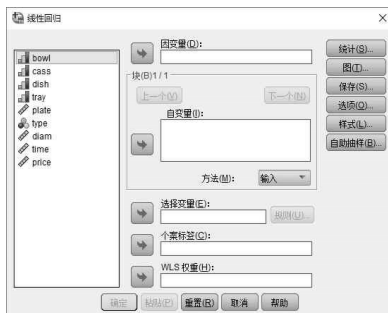 线性回归
bowl
cass
dish
tray
plate
type
diam
time
price
因变量(D):
块(B)1/1
上一个(V)
下一个(N)
自变量(I):
方法(M):
输入
选择变量(E):
规则(U)...
个案标签(C):
WLS 权重(H):
统计(S)...
图(T)...
保存(S)...
选项(O)...
样式(L)...
自助抽样(B)...
确定
粘贴(P)
重置(R)
取消
帮助